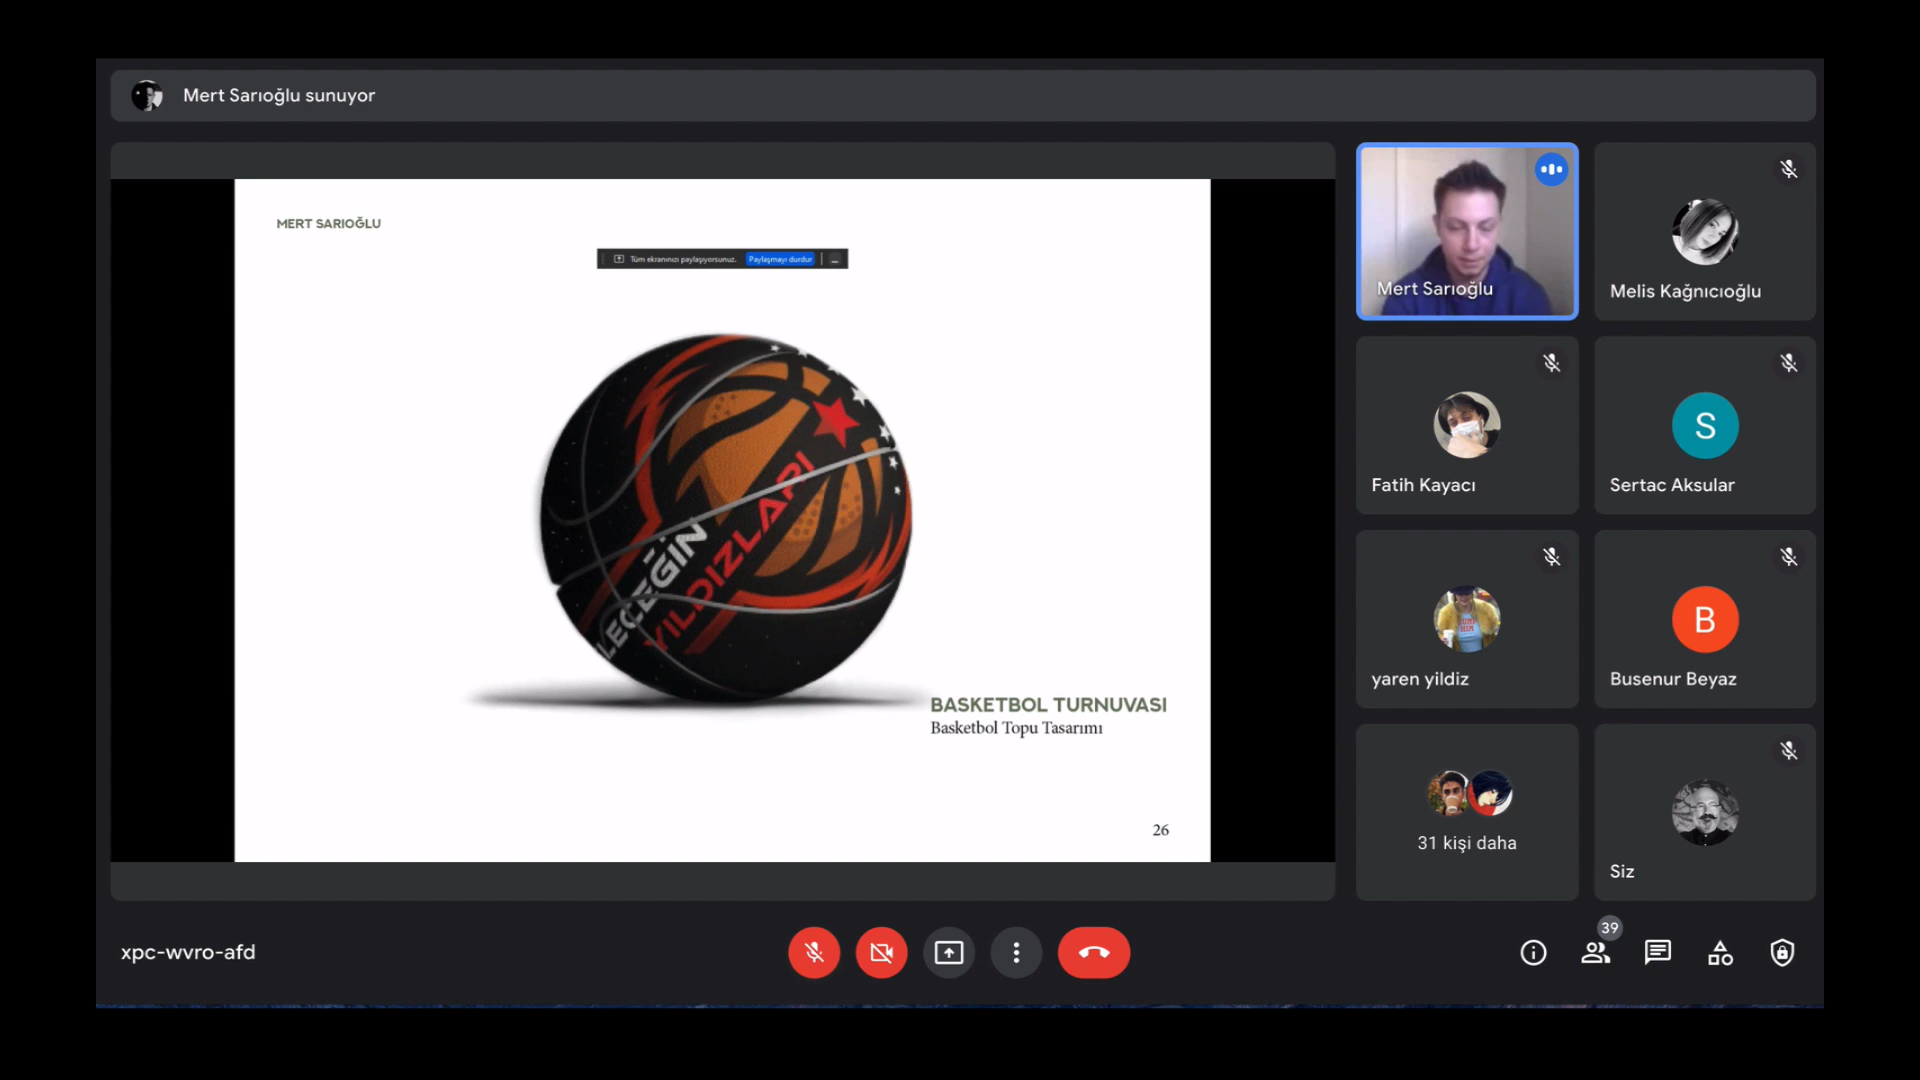 Mert Sarıoğlu sunuyor
MERT SARIOĞLU
Tüm ekranınızı paylaşıyorsunuz. Paylaşmayı durdur
LECEĞİN
YILDIZLARI
BASKETBOL TURNUVASI
Basketbol Topu Tasarımı
26
Mert Sarıoğlu
Melis Kağnıcıoğlu
Fatih Kayacı
S
Sertac Aksular
yaren yildiz
B
Busenur Beyaz
31 kişi daha
Siz
xpc-wvro-afd
39